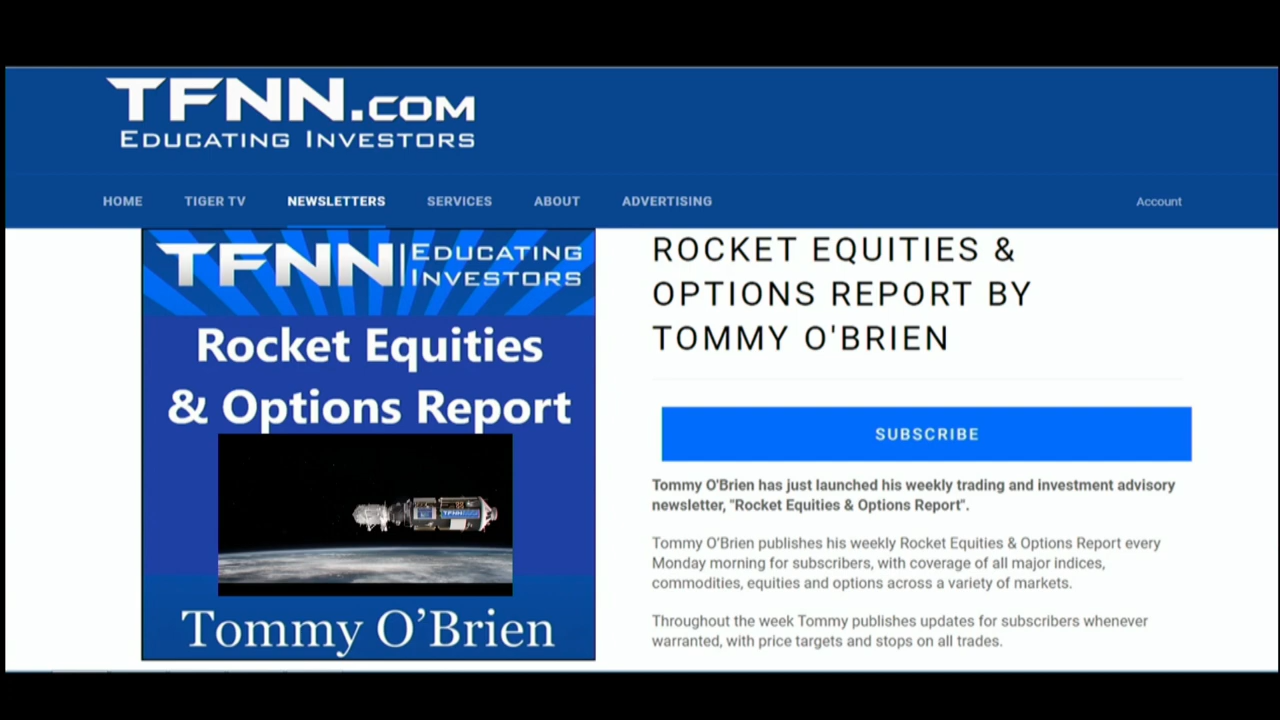 TFNN.COM
EDUCATING INVESTORS
HOME TIGER TV NEWSLETTERS SERVICES ABOUT ADVERTISING Account
TFNN EDUCATING
INVESTORS
Rocket Equities
& Options Report
TFNN
Tommy O’Brien
ROCKET EQUITIES &
OPTIONS REPORT BY
TOMMY O'BRIEN
SUBSCRIBE
Tommy O'Brien has just launched his weekly trading and investment advisory
newsletter, "Rocket Equities & Options Report".
Tommy O’Brien publishes his weekly Rocket Equities & Options Report every
Monday morning for subscribers, with coverage of all major indices,
commodities, equities and options across a variety of markets.
Throughout the week Tommy publishes updates for subscribers whenever
warranted, with price targets and stops on all trades.